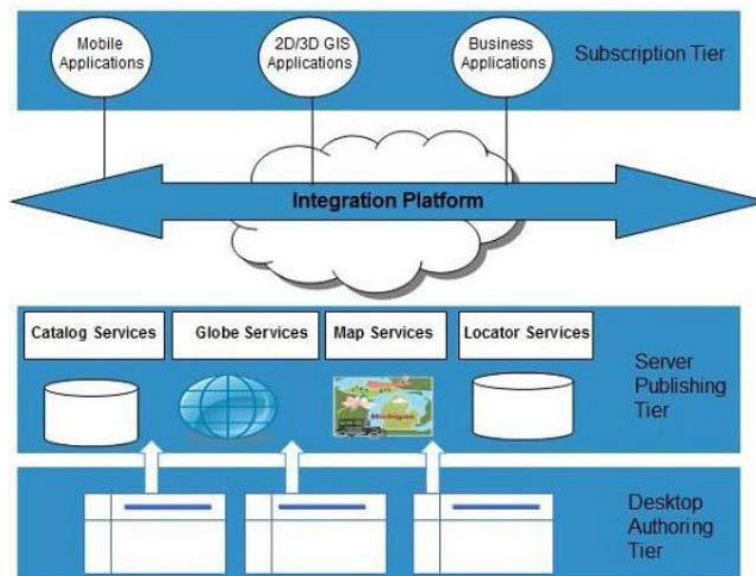 Mobile
Applications
2D/3D GIS
Applications
Business
Applications
Subscription Tier
Integration Platform
Catalog Services
Globe Services
Map Services
Locator Services
Server
Publishing
Tier
Michigan
Desktop
Authoring
Tier